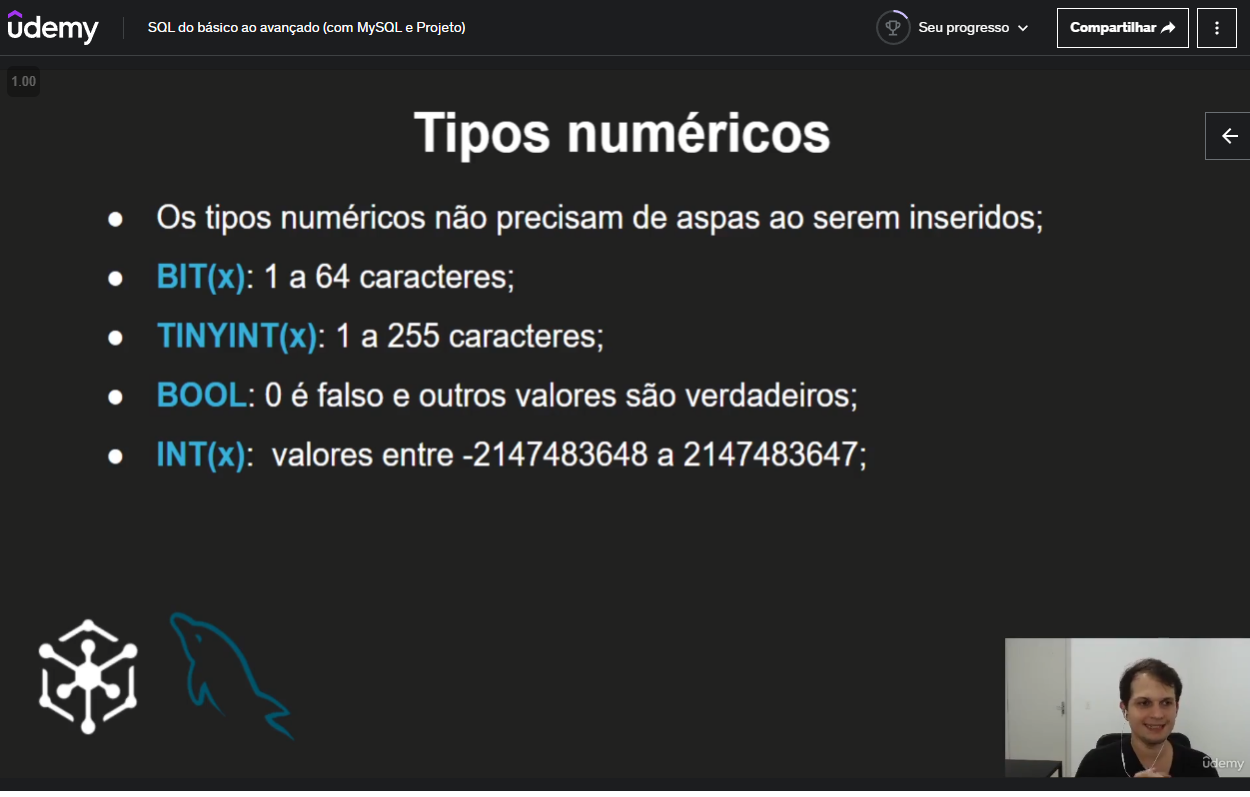 udemy
SQL do básico ao avançado (com MySQL e Projeto)
Seu progresso
Compartilhar
1.00
Tipos numéricos
● Os tipos numéricos não precisam de aspas ao serem inseridos;
● BIT(x): 1 a 64 caracteres;
● TINYINT(x): 1 a 255 caracteres;
● BOOL: 0 é falso e outros valores são verdadeiros;
● INT(x): valores entre -2147483648 a 2147483647;
udemy